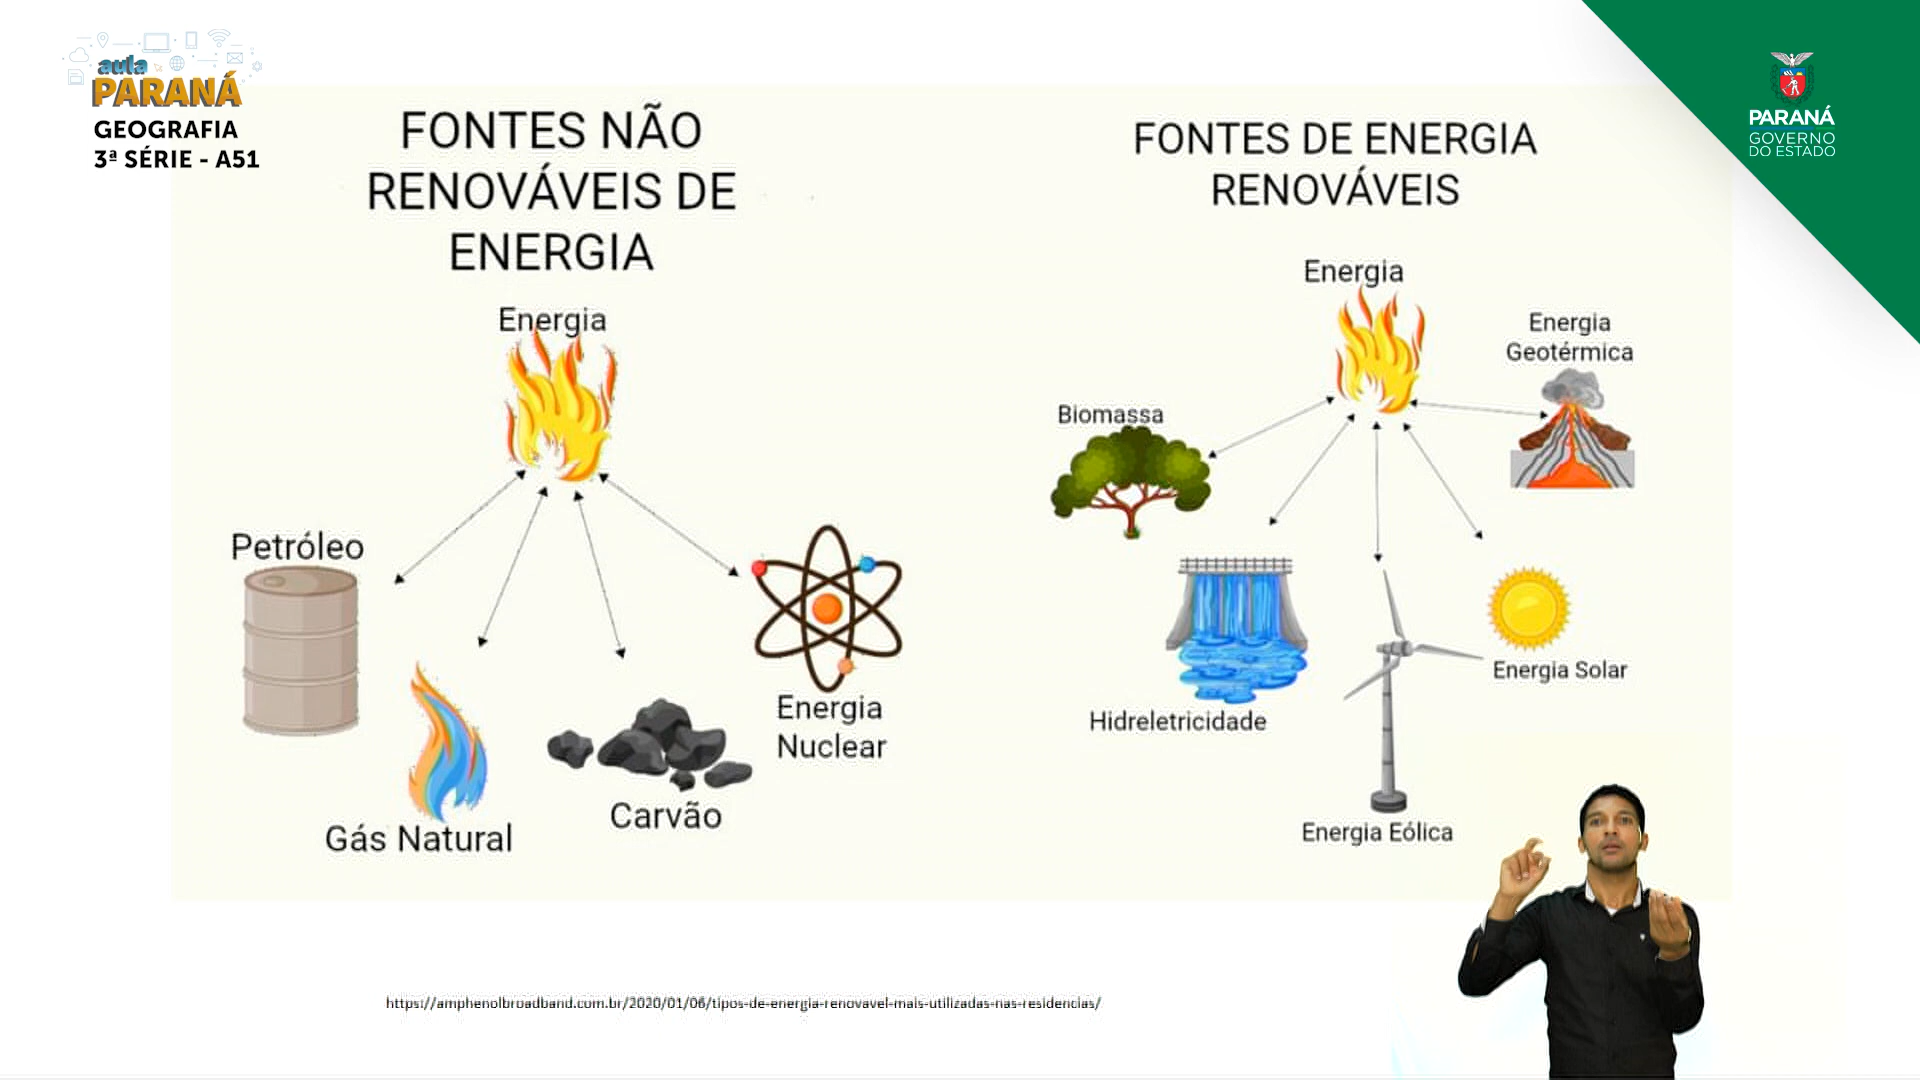 aula
PARANÁ
GEOGRAFIA
3ª SÉRIE - A51
PARANÁ
GOVERNO
DO ESTADO
FONTES NÃO
RENOVÁVEIS DE
ENERGIA
Energia
Petróleo
Gás Natural
Carvão
Energia
Nuclear
FONTES DE ENERGIA
RENOVÁVEIS
Energia
Energia
Geotérmica
Biomassa
Hidreletricidade
Energia Solar
Energia Eólica
https://amphenolbroadband.com.br/2020/01/06/tipos-de-energia-renovavel-mais-utilizadas-nas-residencias/